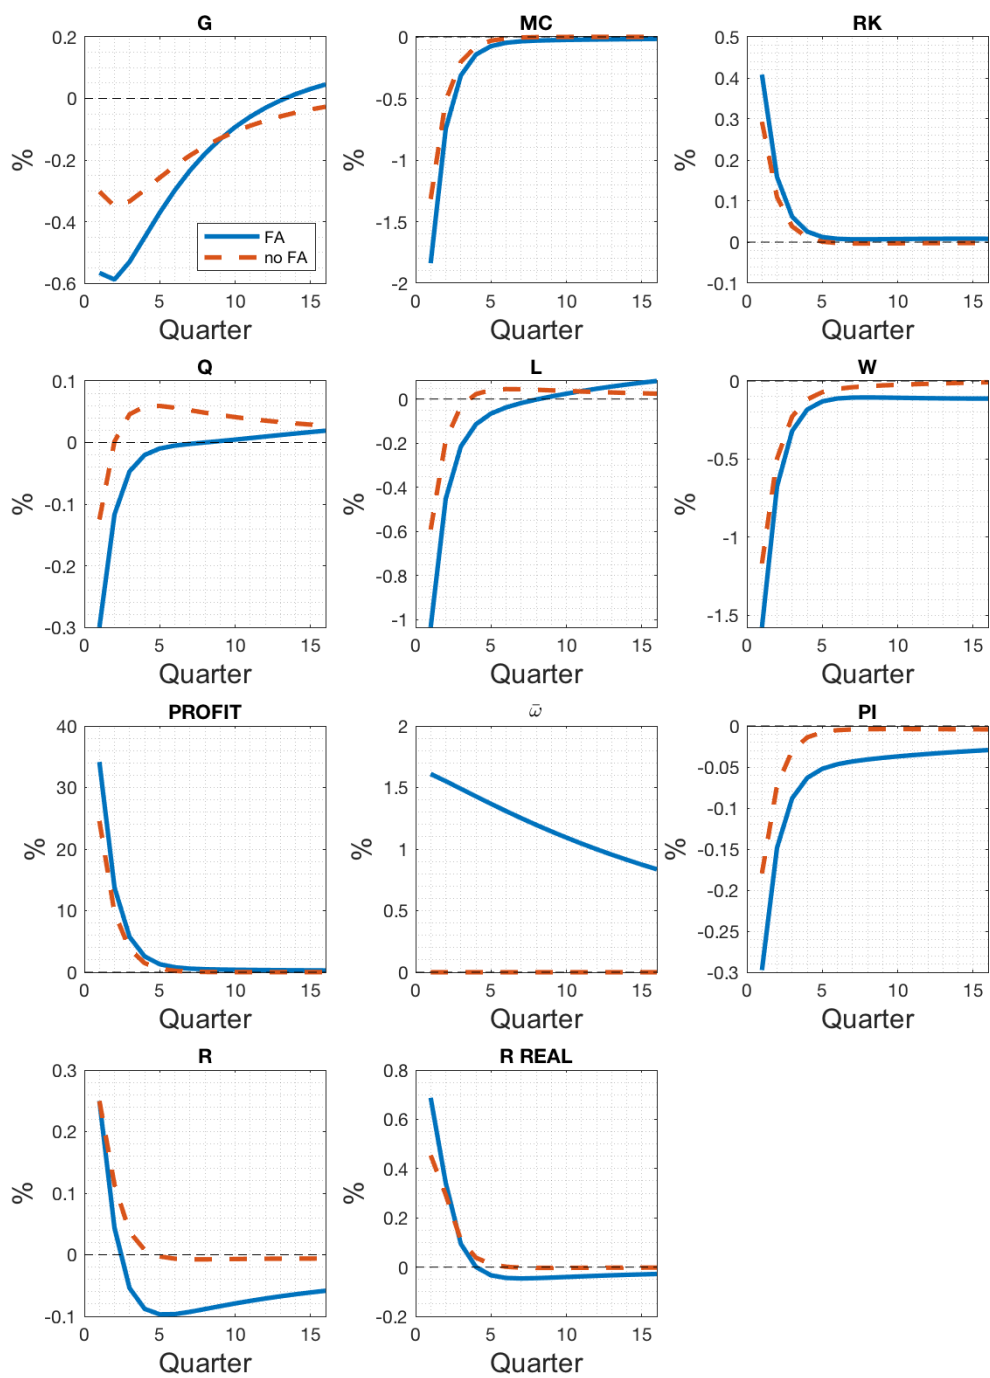 G
MC
RK
0.2
0
-0.2
-0.4
-0.6
%
FA
no FA
0 5 10 15
Quarter
0
-0.5
-1
-1.5
-2
%
0 5 10 15
Quarter
0.5
0.4
0.3
0.2
0.1
0
-0.1
%
0 5 10 15
Quarter
Q
L
W
0.1
0
-0.1
-0.2
-0.3
%
0 5 10 15
Quarter
0
-0.2
-0.4
-0.6
-0.8
-1
%
0 5 10 15
Quarter
0
-0.5
-1
-1.5
%
0 5 10 15
Quarter
PROFIT
ω̄
PI
40
30
20
10
0
%
0 5 10 15
Quarter
2
1.5
1
0.5
0
%
0 5 10 15
Quarter
0
-0.05
-0.1
-0.15
-0.2
-0.25
-0.3
%
0 5 10 15
Quarter
R
R REAL
0.3
0.2
0.1
0
-0.1
%
0 5 10 15
Quarter
0.8
0.6
0.4
0.2
0
-0.2
%
0 5 10 15
Quarter